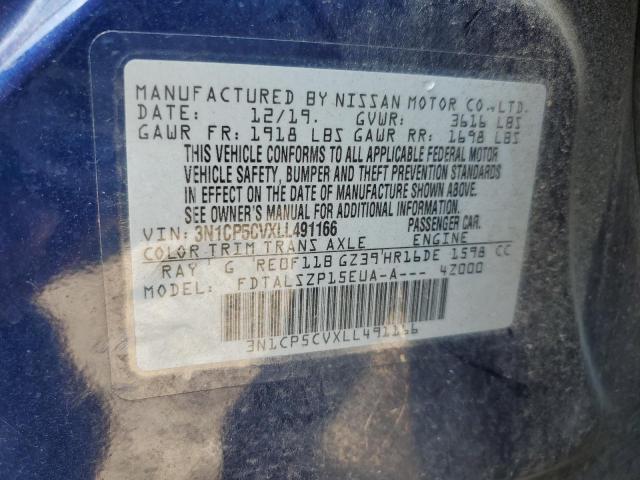 MANUFACTURED BY NISSAN MOTOR CO.,LTD.
DATE: 12/19. GVWR: 3616 LBS
GAWR FR: 1918 LBS GAWR RR: 1698 LBS
THIS VEHICLE CONFORMS TO ALL APPLICABLE FEDERAL MOTOR
VEHICLE SAFETY, BUMPER AND THEFT PREVENTION STANDARDS
IN EFFECT ON THE DATE OF MANUFACTURE SHOWN ABOVE.
SEE OWNER'S MANUAL FOR ADDITIONAL INFORMATION.
VIN: 3N1CP5CVXLL491166 PASSENGER CAR.
COLOR TRIM TRANS AXLE ENGINE
RAY G RE0F11B GZ39 HR16DE 1598 CC
MODEL: FDTALSZP15EUA-A--- 4Z000
3N1CP5CVXLL491166